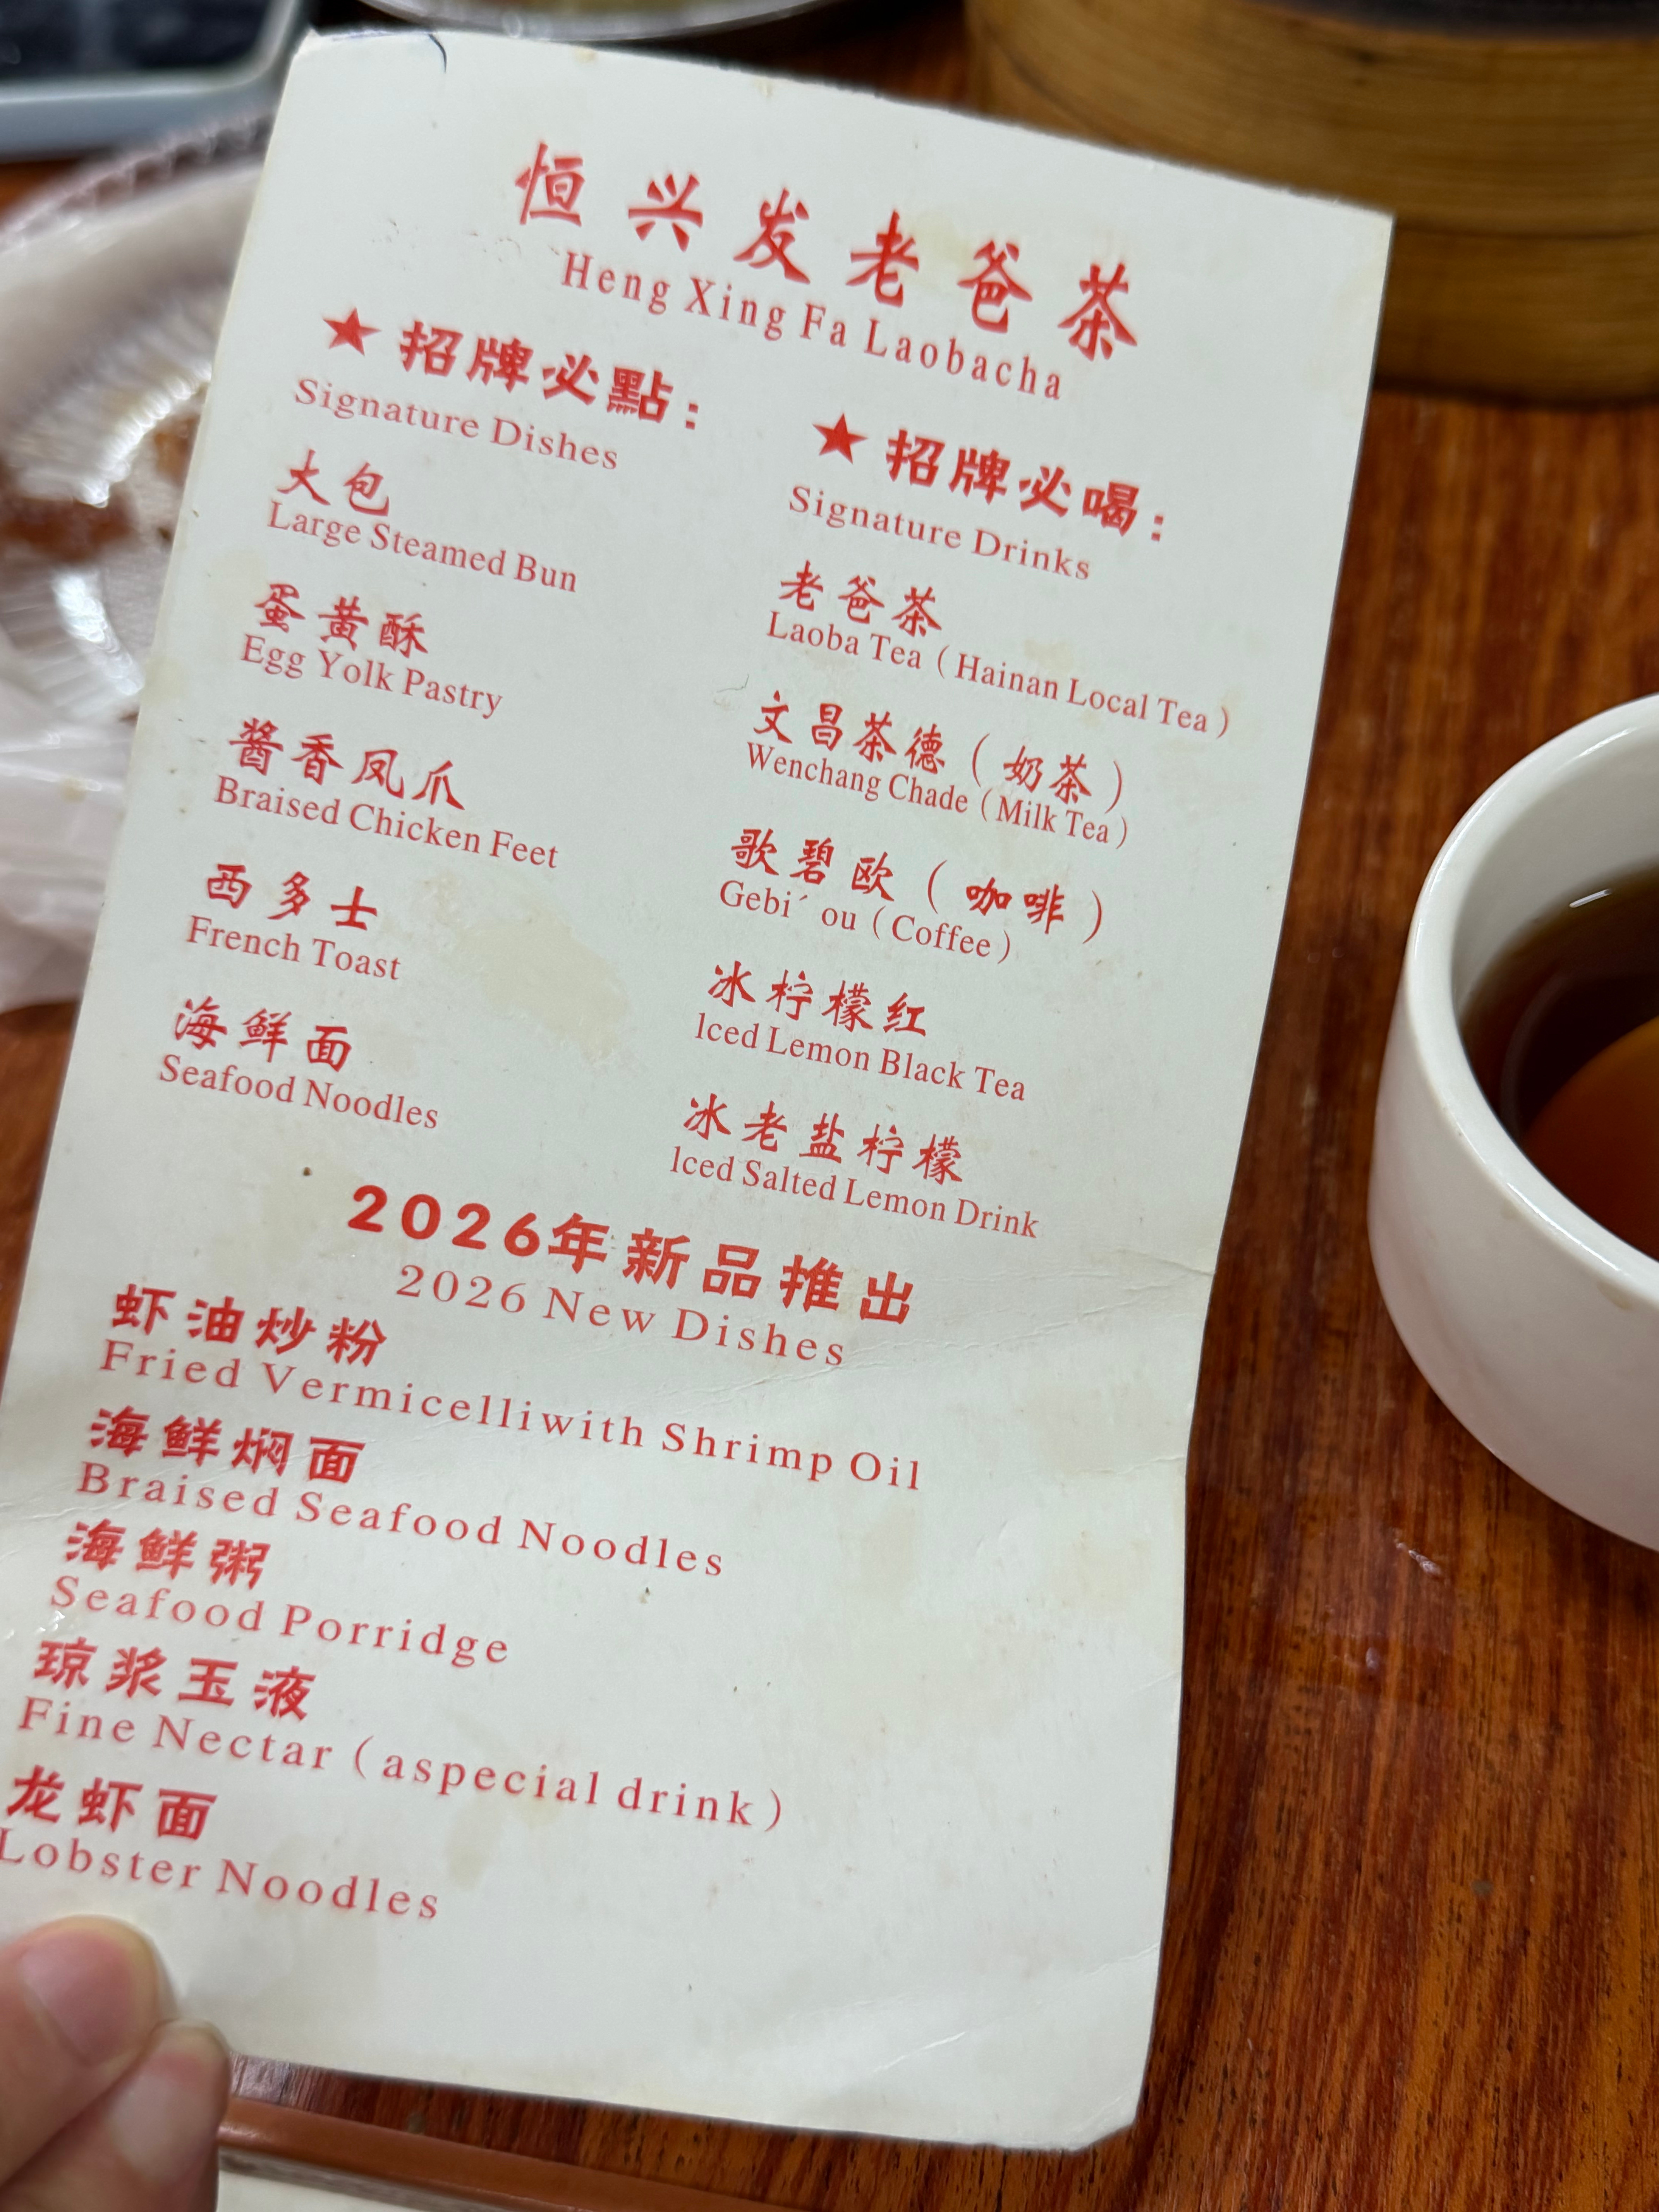 恒兴发老爸茶
Heng Xing Fa Laobacha
★招牌必點：
Signature Dishes
大包
Large Steamed Bun
蛋黄酥
Egg Yolk Pastry
酱香凤爪
Braised Chicken Feet
西多士
French Toast
海鲜面
Seafood Noodles
★招牌必喝：
Signature Drinks
老爸茶
Laoba Tea（Hainan Local Tea）
文昌茶德（奶茶）
Wenchang Chade（Milk Tea）
歌碧欧（咖啡）
Gebi´ ou（Coffee）
冰柠檬红
lced Lemon Black Tea
冰老盐柠檬
lced Salted Lemon Drink
2026年新品推出
2026 New Dishes
虾油炒粉
Fried Vermicelliwith Shrimp Oil
海鲜焖面
Braised Seafood Noodles
海鲜粥
Seafood Porridge
琼浆玉液
Fine Nectar（aspecial drink）
龙虾面
Lobster Noodles